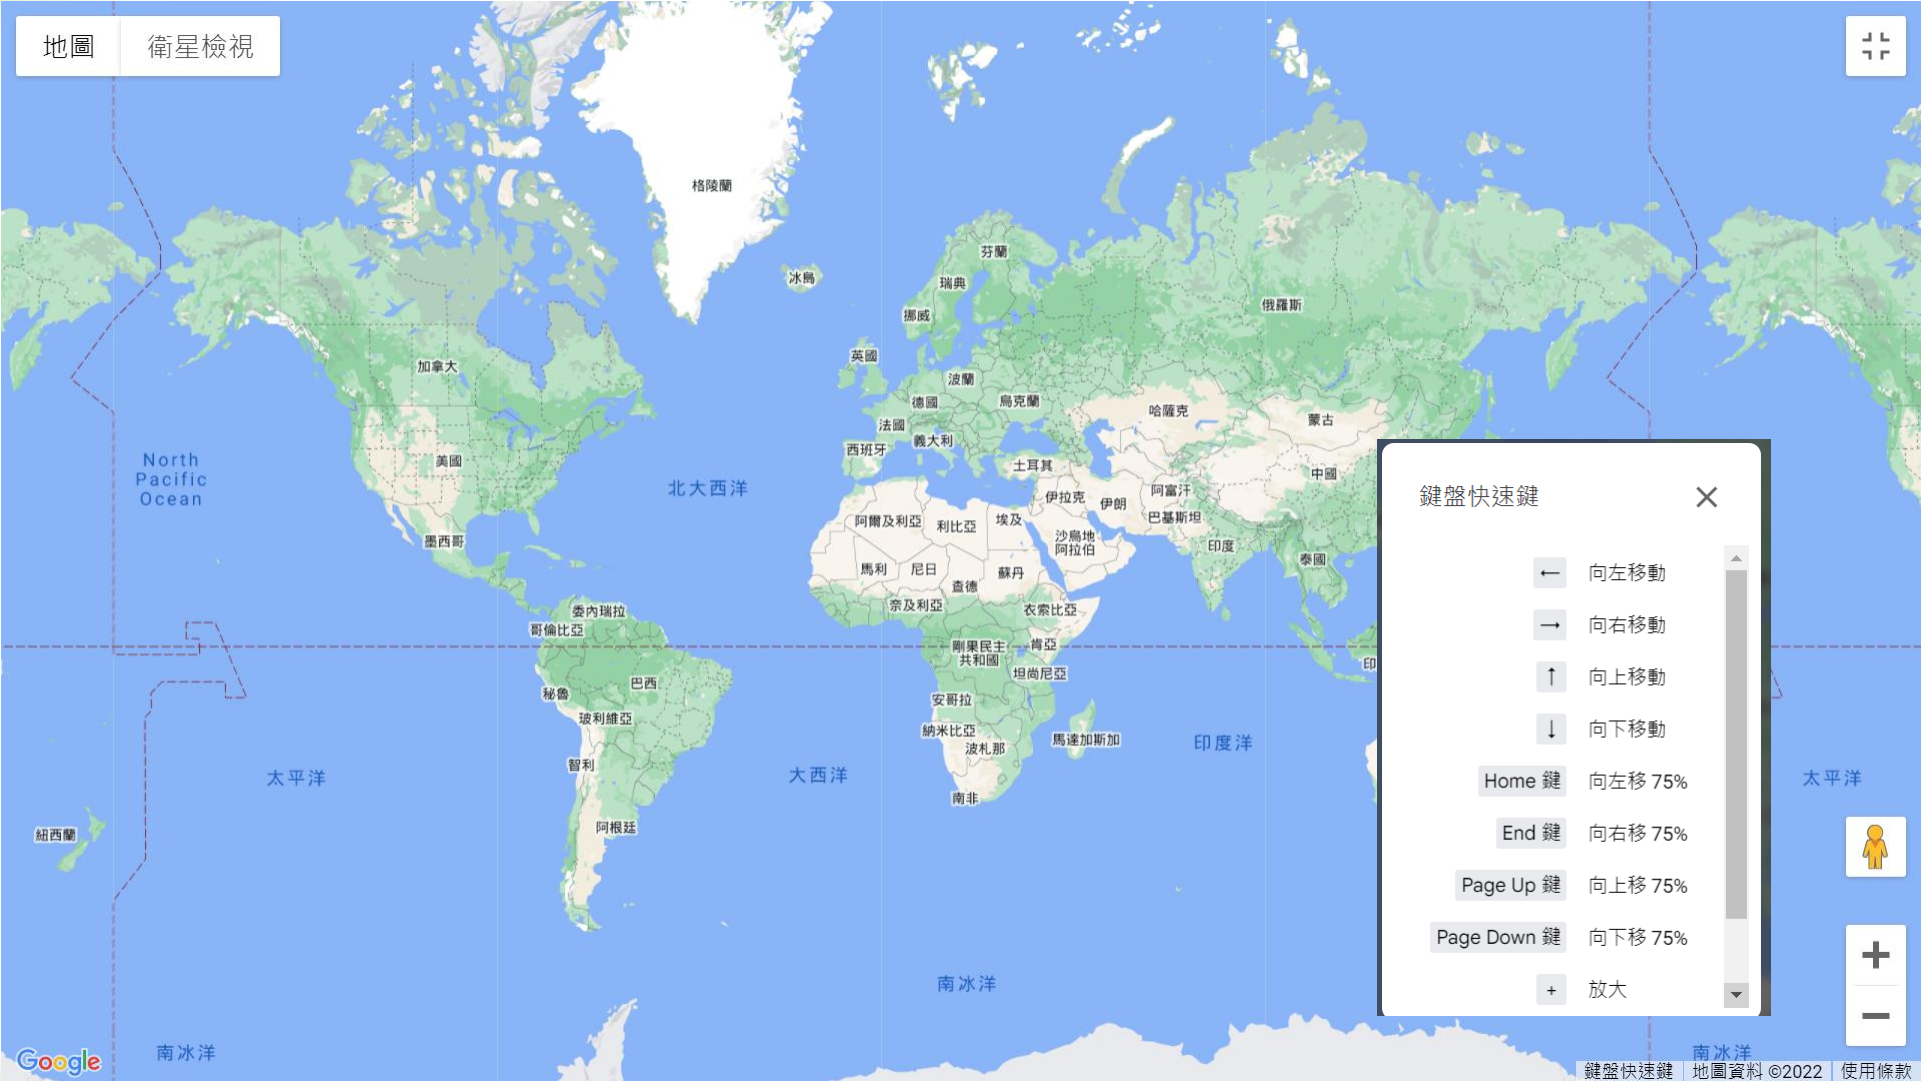 地圖
衛星檢視
格陵蘭
芬蘭
冰島
瑞典
俄羅斯
挪威
英國
加拿大
波蘭
德國
烏克蘭
哈薩克
蒙古
法國
義大利
西班牙
美國
土耳其
中國
North
Pacific
Ocean
北大西洋
伊拉克
伊朗
阿富汗
巴基斯坦
阿爾及利亞
利比亞
埃及
沙烏地
阿拉伯
墨西哥
印度
泰國
馬利
尼日
查德
蘇丹
奈及利亞
衣索比亞
委內瑞拉
哥倫比亞
剛果民主
共和國
肯亞
坦尚尼亞
印
秘魯
巴西
安哥拉
玻利維亞
納米比亞
波札那
馬達加斯加
印度洋
智利
太平洋
大西洋
太平洋
南非
阿根廷
紐西蘭
南冰洋
南冰洋
南冰洋
鍵盤快速鍵
← 向左移動
→ 向右移動
↑ 向上移動
↓ 向下移動
Home 鍵 向左移 75%
End 鍵 向右移 75%
Page Up 鍵 向上移 75%
Page Down 鍵 向下移 75%
+ 放大
Google
鍵盤快速鍵 地圖資料 ©2022 使用條款